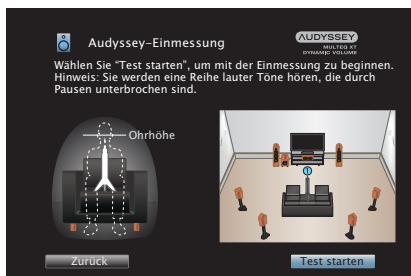 Audyssey-Einmessung
AUDYSSEY
MULTEQ XT
DYNAMIC VOLUME
Wählen Sie "Test starten", um mit der Einmessung zu beginnen.
Hinweis: Sie werden eine Reihe lauter Töne hören, die durch
Pausen unterbrochen sind.
Ohrhöhe
1
Zurück
Test starten